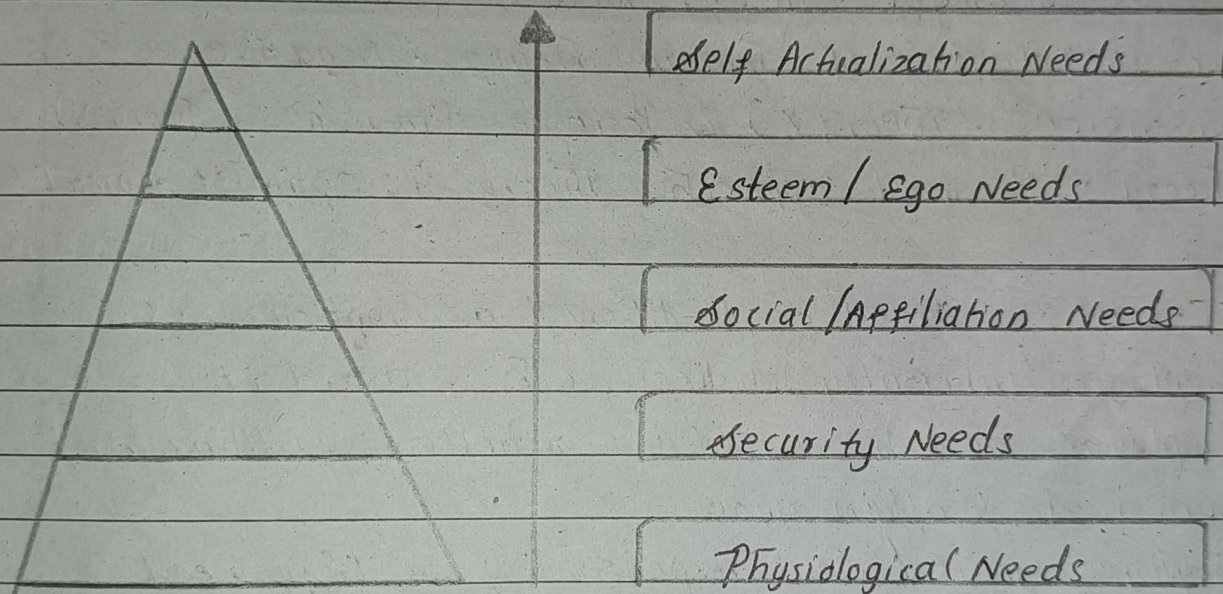 Self Actualization Needs
Esteem / Ego Needs
Social / Affiliation Needs
Security Needs
Physiological Needs